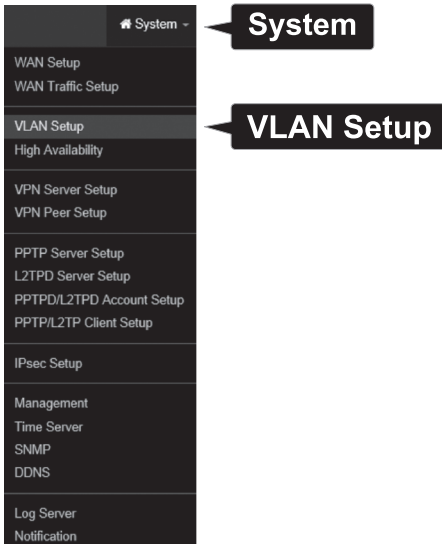 System
System
WAN Setup
WAN Traffic Setup
VLAN Setup
VLAN Setup
High Availability
VPN Server Setup
VPN Peer Setup
PPTP Server Setup
L2TPD Server Setup
PPTPD/L2TPD Account Setup
PPTP/L2TP Client Setup
IPsec Setup
Management
Time Server
SNMP
DDNS
Log Server
Notification